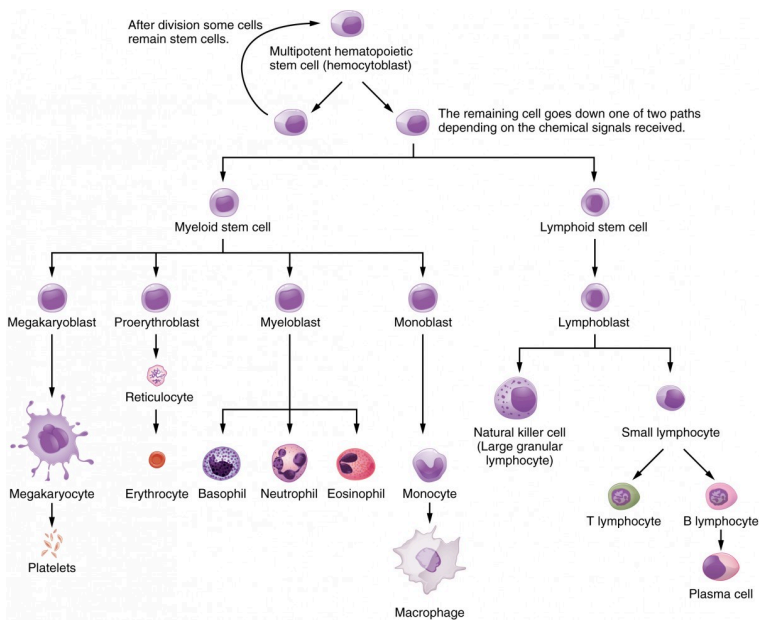 After division some cells
remain stem cells.
Multipotent hematopoietic
stem cell (hemocytoblast)
The remaining cell goes down one of two paths
depending on the chemical signals received.
Myeloid stem cell
Lymphoid stem cell
Megakaryoblast
Proerythroblast
Myeloblast
Monoblast
Lymphoblast
Reticulocyte
Natural killer cell
(Large granular
lymphocyte)
Small lymphocyte
Megakaryocyte
Erythrocyte
Basophil
Neutrophil
Eosinophil
Monocyte
T lymphocyte
B lymphocyte
Platelets
Plasma cell
Macrophage